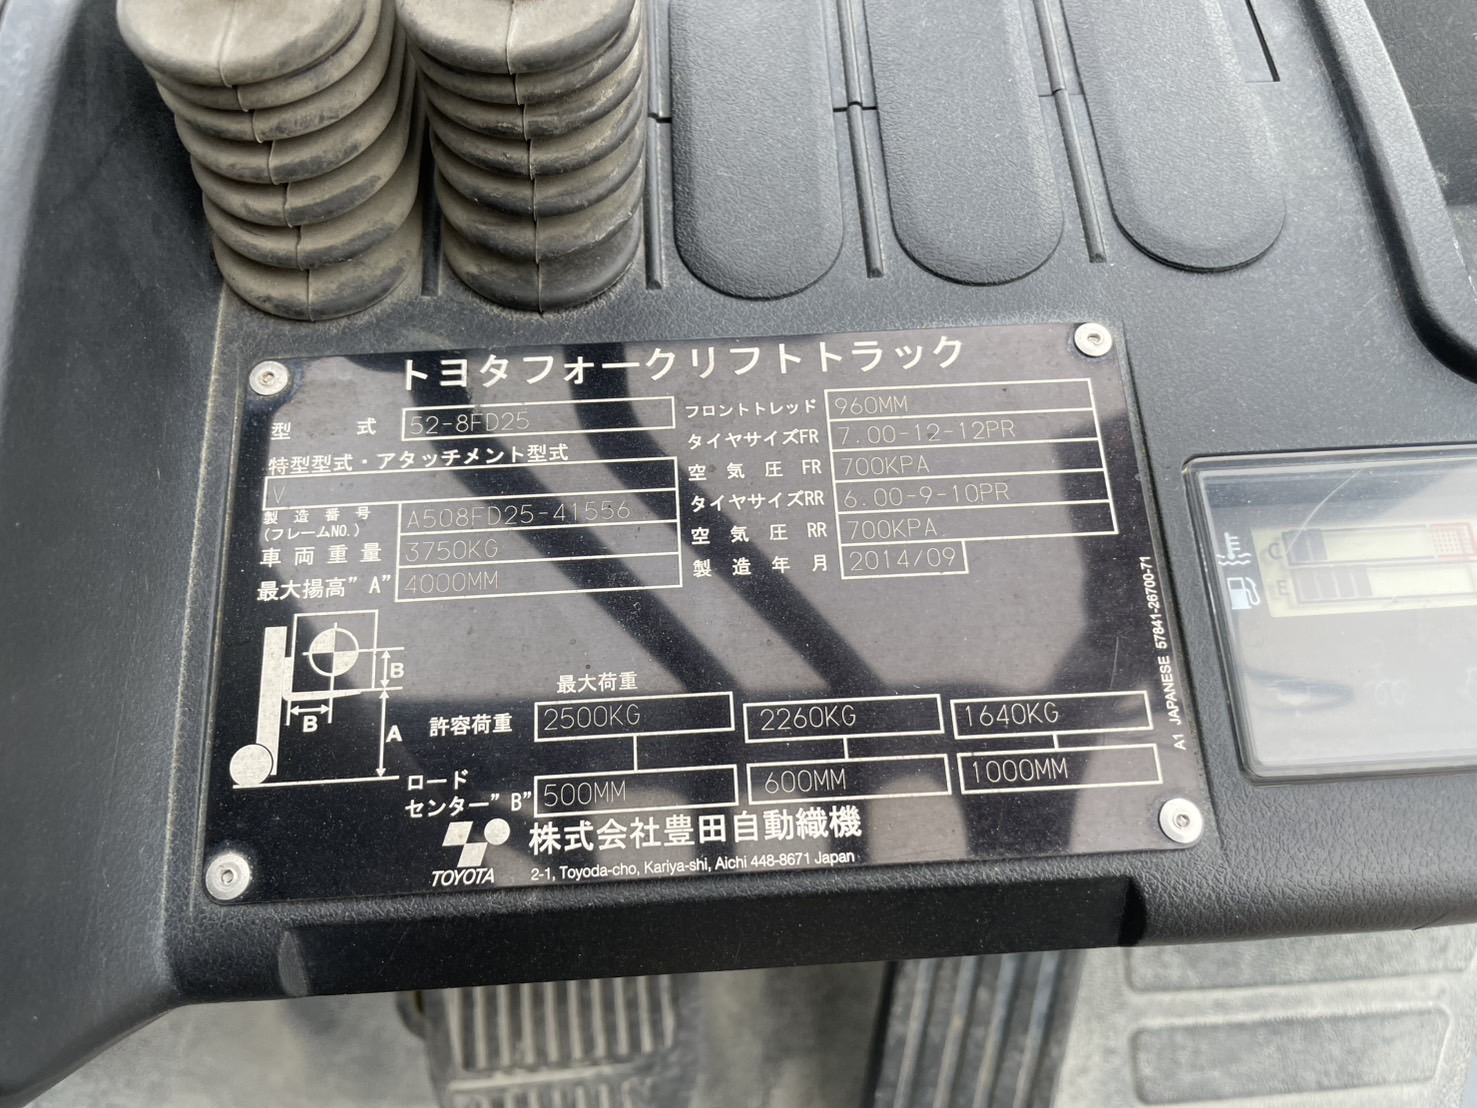 トヨタフォークリフトトラック
型式 52-8FD25
特型型式・アタッチメント型式
V
製造番号 (フレームNO.) A508FD25-41556
車両重量 3750KG
最大揚高"A" 4000MM
フロントトレッド 960MM
タイヤサイズFR 7.00-12-12PR
空気圧 FR 700KPA
タイヤサイズRR 6.00-9-10PR
空気圧 RR 700KPA
製造年月 2014/09
B
B
A
最大荷重
許容荷重 2500KG 2260KG 1640KG
ロードセンター"B" 500MM 600MM 1000MM
TOYOTA 株式会社豊田自動織機
2-1, Toyoda-cho, Kariya-shi, Aichi 448-8671 Japan
A1 JAPANESE 57841-26700-71
C
E